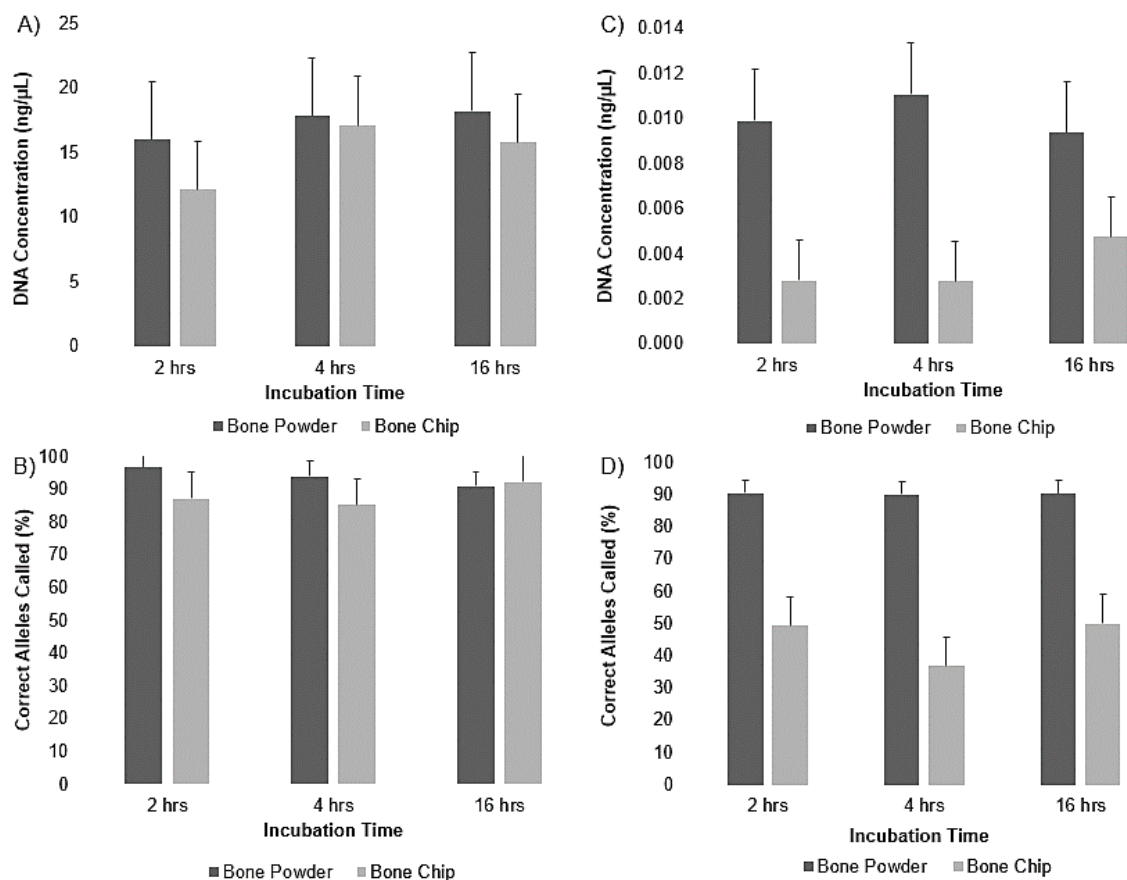 A)
DNA Concentration (ng/µL)
25
20
15
10
5
0
2 hrs 4 hrs 16 hrs
Incubation Time
Bone Powder Bone Chip
C)
DNA Concentration (ng/µL)
0.014
0.012
0.010
0.008
0.006
0.004
0.002
0.000
2 hrs 4 hrs 16 hrs
Incubation Time
Bone Powder Bone Chip
B)
Correct Alleles Called (%)
100
90
80
70
60
50
40
30
20
10
0
2 hrs 4 hrs 16 hrs
Incubation Time
Bone Powder Bone Chip
D)
Correct Alleles Called (%)
100
90
80
70
60
50
40
30
20
10
0
2 hrs 4 hrs 16 hrs
Incubation Time
Bone Powder Bone Chip